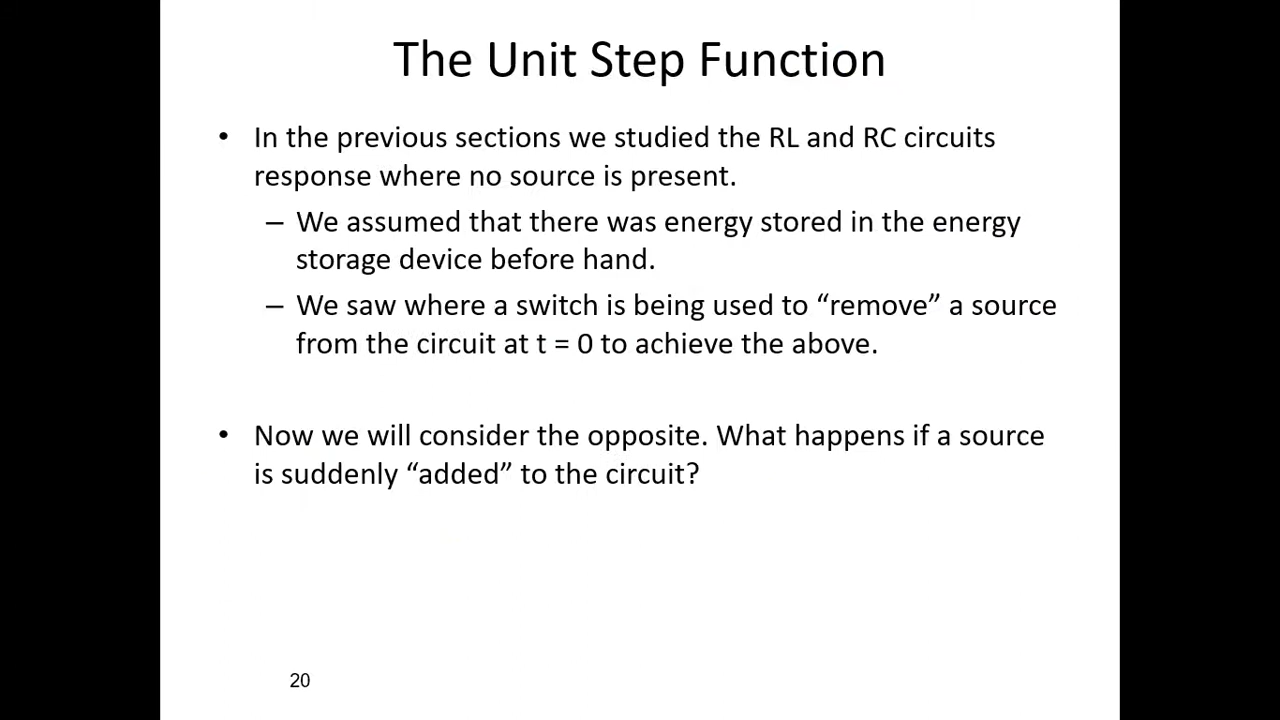 The Unit Step Function
• In the previous sections we studied the RL and RC circuits
response where no source is present.
– We assumed that there was energy stored in the energy
storage device before hand.
– We saw where a switch is being used to “remove” a source
from the circuit at t = 0 to achieve the above.
• Now we will consider the opposite. What happens if a source
is suddenly “added” to the circuit?
20